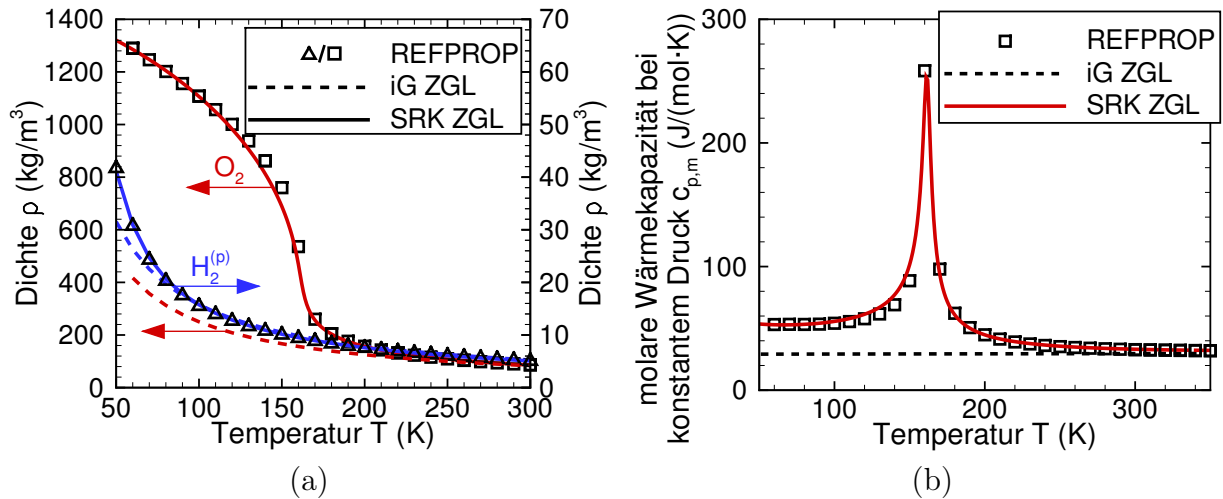 Dichte ρ (kg/m³)
1400
1200
1000
800
600
400
200
0
70
60
50
40
30
20
10
0
Dichte ρ (kg/m³)
△/□ REFPROP
iG ZGL
SRK ZGL
O₂
H₂⁽ᵖ⁾
50 100 150 200 250 300
Temperatur T (K)
(a)
molare Wärmekapazität bei
konstantem Druck c_p,m (J/(mol·K))
300
200
100
0
REFPROP
iG ZGL
SRK ZGL
100 200 300
Temperatur T (K)
(b)